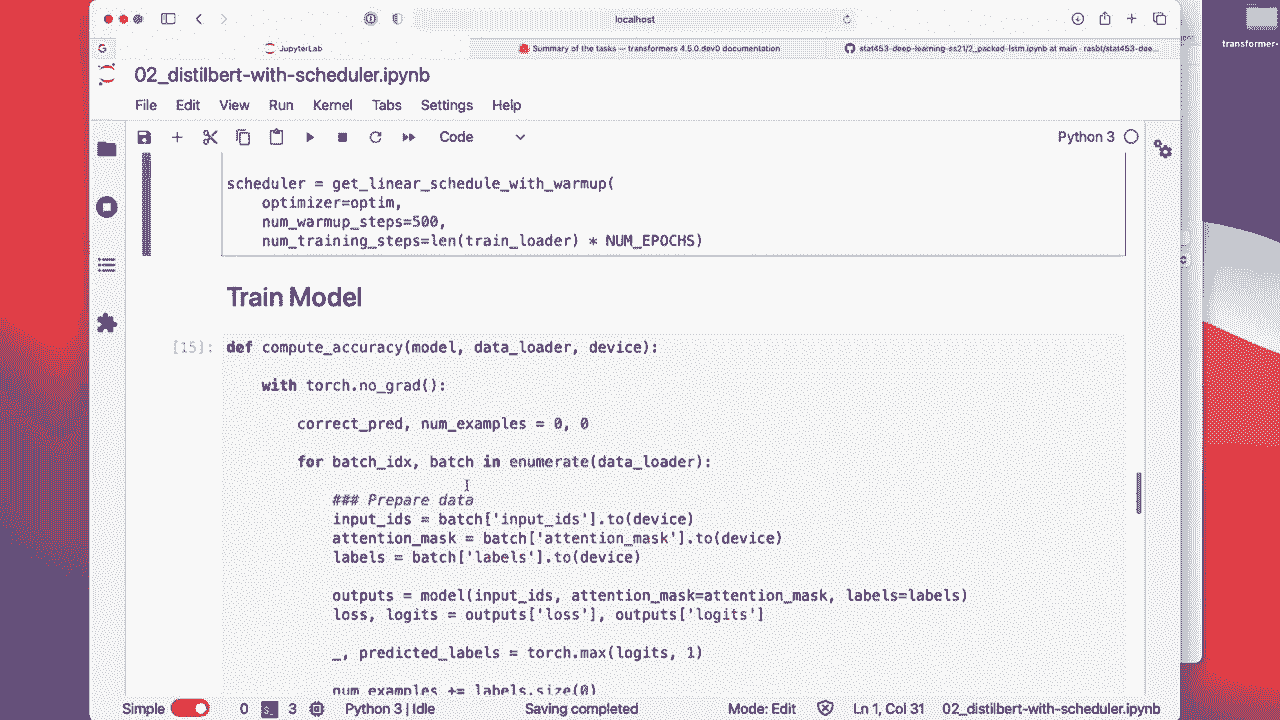 localhost
G
JupyterLab
Summary of the tasks — transformers 4.5.0.dev0 documentation
stat453-deep-learning-ss21/2_packed-lstm.ipynb at main · rasbt/stat453-dee...
transformer-
02_distilbert-with-scheduler.ipynb
File Edit View Run Kernel Tabs Settings Help
Code
Python 3
scheduler = get_linear_schedule_with_warmup(
optimizer=optim,
num_warmup_steps=500,
num_training_steps=len(train_loader) * NUM_EPOCHS)
Train Model
[15]: def compute_accuracy(model, data_loader, device):
with torch.no_grad():
correct_pred, num_examples = 0, 0
for batch_idx, batch in enumerate(data_loader):
### Prepare data
input_ids = batch['input_ids'].to(device)
attention_mask = batch['attention_mask'].to(device)
labels = batch['labels'].to(device)
outputs = model(input_ids, attention_mask=attention_mask, labels=labels)
loss, logits = outputs['loss'], outputs['logits']
_, predicted_labels = torch.max(logits, 1)
num_examples += labels.size(0)
Simple 0 3 Python 3 | Idle Saving completed Mode: Edit Ln 1, Col 31 02_distilbert-with-scheduler.ipynb